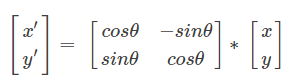 [x′ y′] = [cosθ −sinθ
sinθ cosθ] * [x y]